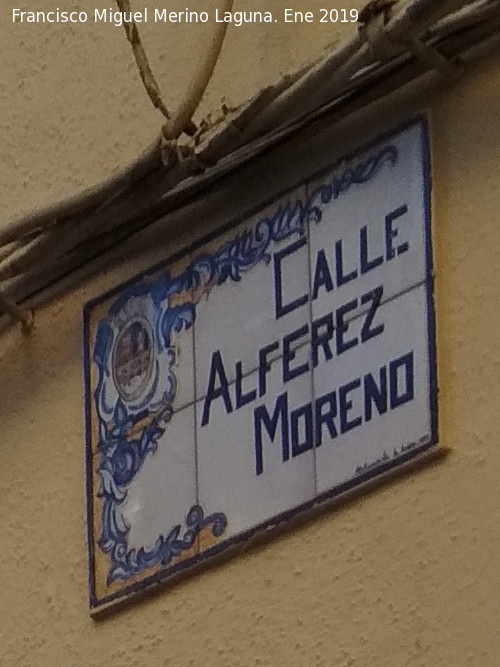 Francisco Miguel Merino Laguna. Ene 2019
CALLE
ALFEREZ
MORENO